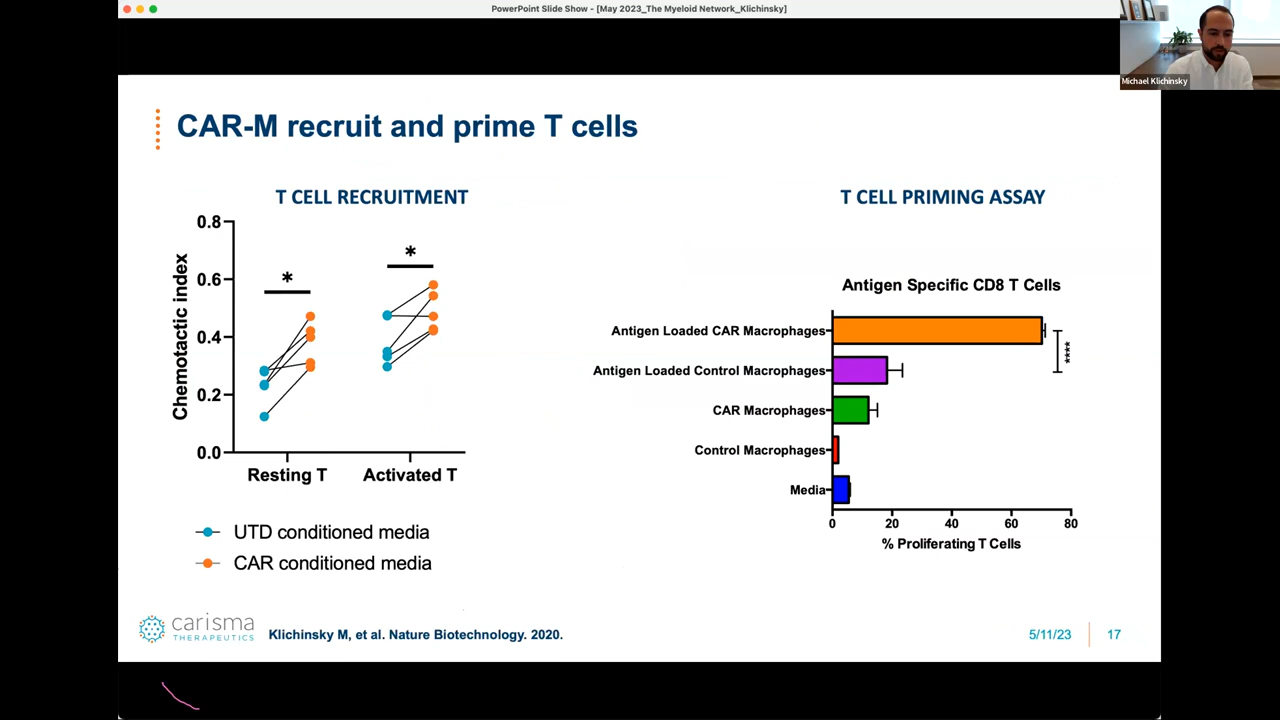 PowerPoint Slide Show - [May 2023_The Myeloid Network_Klichinsky]
Michael Klichinsky
CAR-M recruit and prime T cells
T CELL RECRUITMENT
0.8
0.6
0.4
0.2
0.0
Chemotactic index
*
*
Resting T
Activated T
UTD conditioned media
CAR conditioned media
T CELL PRIMING ASSAY
Antigen Specific CD8 T Cells
Antigen Loaded CAR Macrophages
Antigen Loaded Control Macrophages
CAR Macrophages
Control Macrophages
Media
****
0 20 40 60 80
% Proliferating T Cells
carisma
THERAPEUTICS
Klichinsky M, et al. Nature Biotechnology. 2020.
5/11/23
17